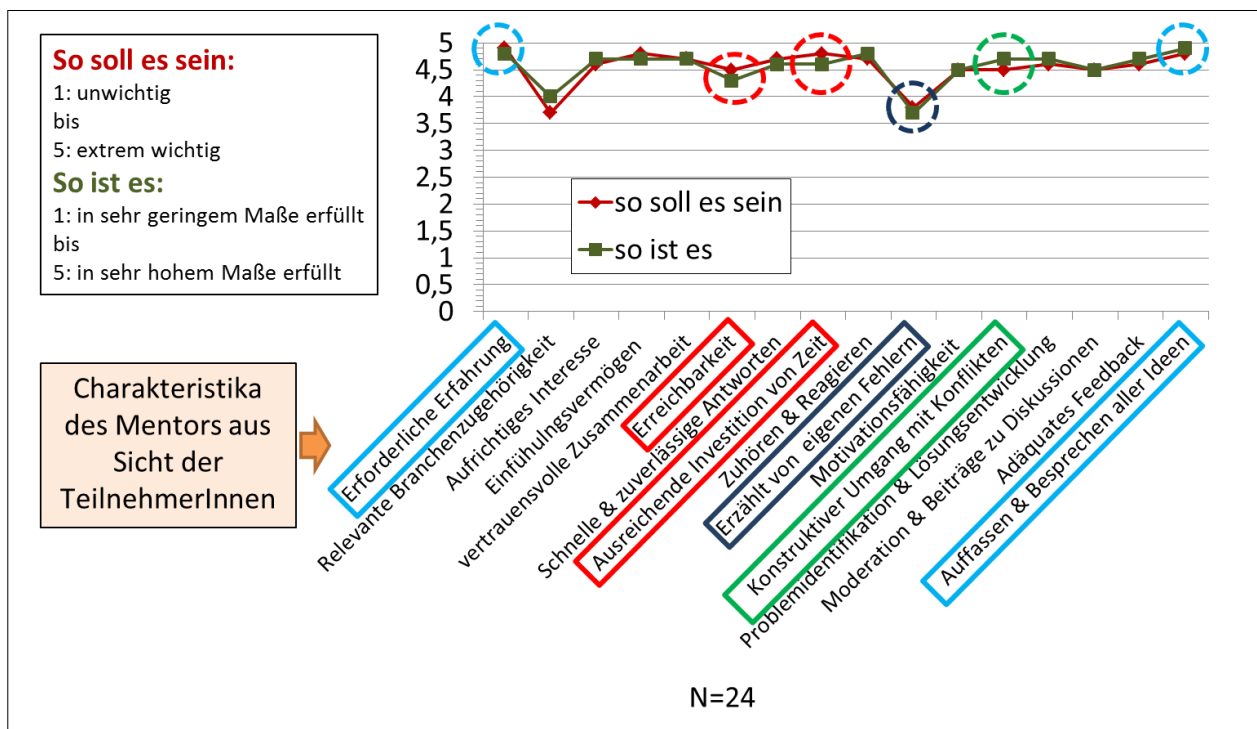 So soll es sein:
1: unwichtig
bis
5: extrem wichtig
So ist es:
1: in sehr geringem Maße erfüllt
bis
5: in sehr hohem Maße erfüllt
5
4,5
4
3,5
3
2,5
2
1,5
1
0,5
0
so soll es sein
so ist es
Charakteristika
des Mentors aus
Sicht der
TeilnehmerInnen
Erforderliche Erfahrung
Relevante Branchenzugehörigkeit
Aufrichtiges Interesse
Einfühulngsvermögen
vertrauensvolle Zusammenarbeit
Erreichbarkeit
Schnelle & zuverlässige Antworten
Ausreichende Investition von Zeit
Zuhören & Reagieren
Erzählt von eigenen Fehlern
Motivationsfähigkeit
Konstruktiver Umgang mit Konflikten
Problemidentifikation & Lösungsentwicklung
Moderation & Beiträge zu Diskussionen
Adäquates Feedback
Auffassen & Besprechen aller Ideen
N=24